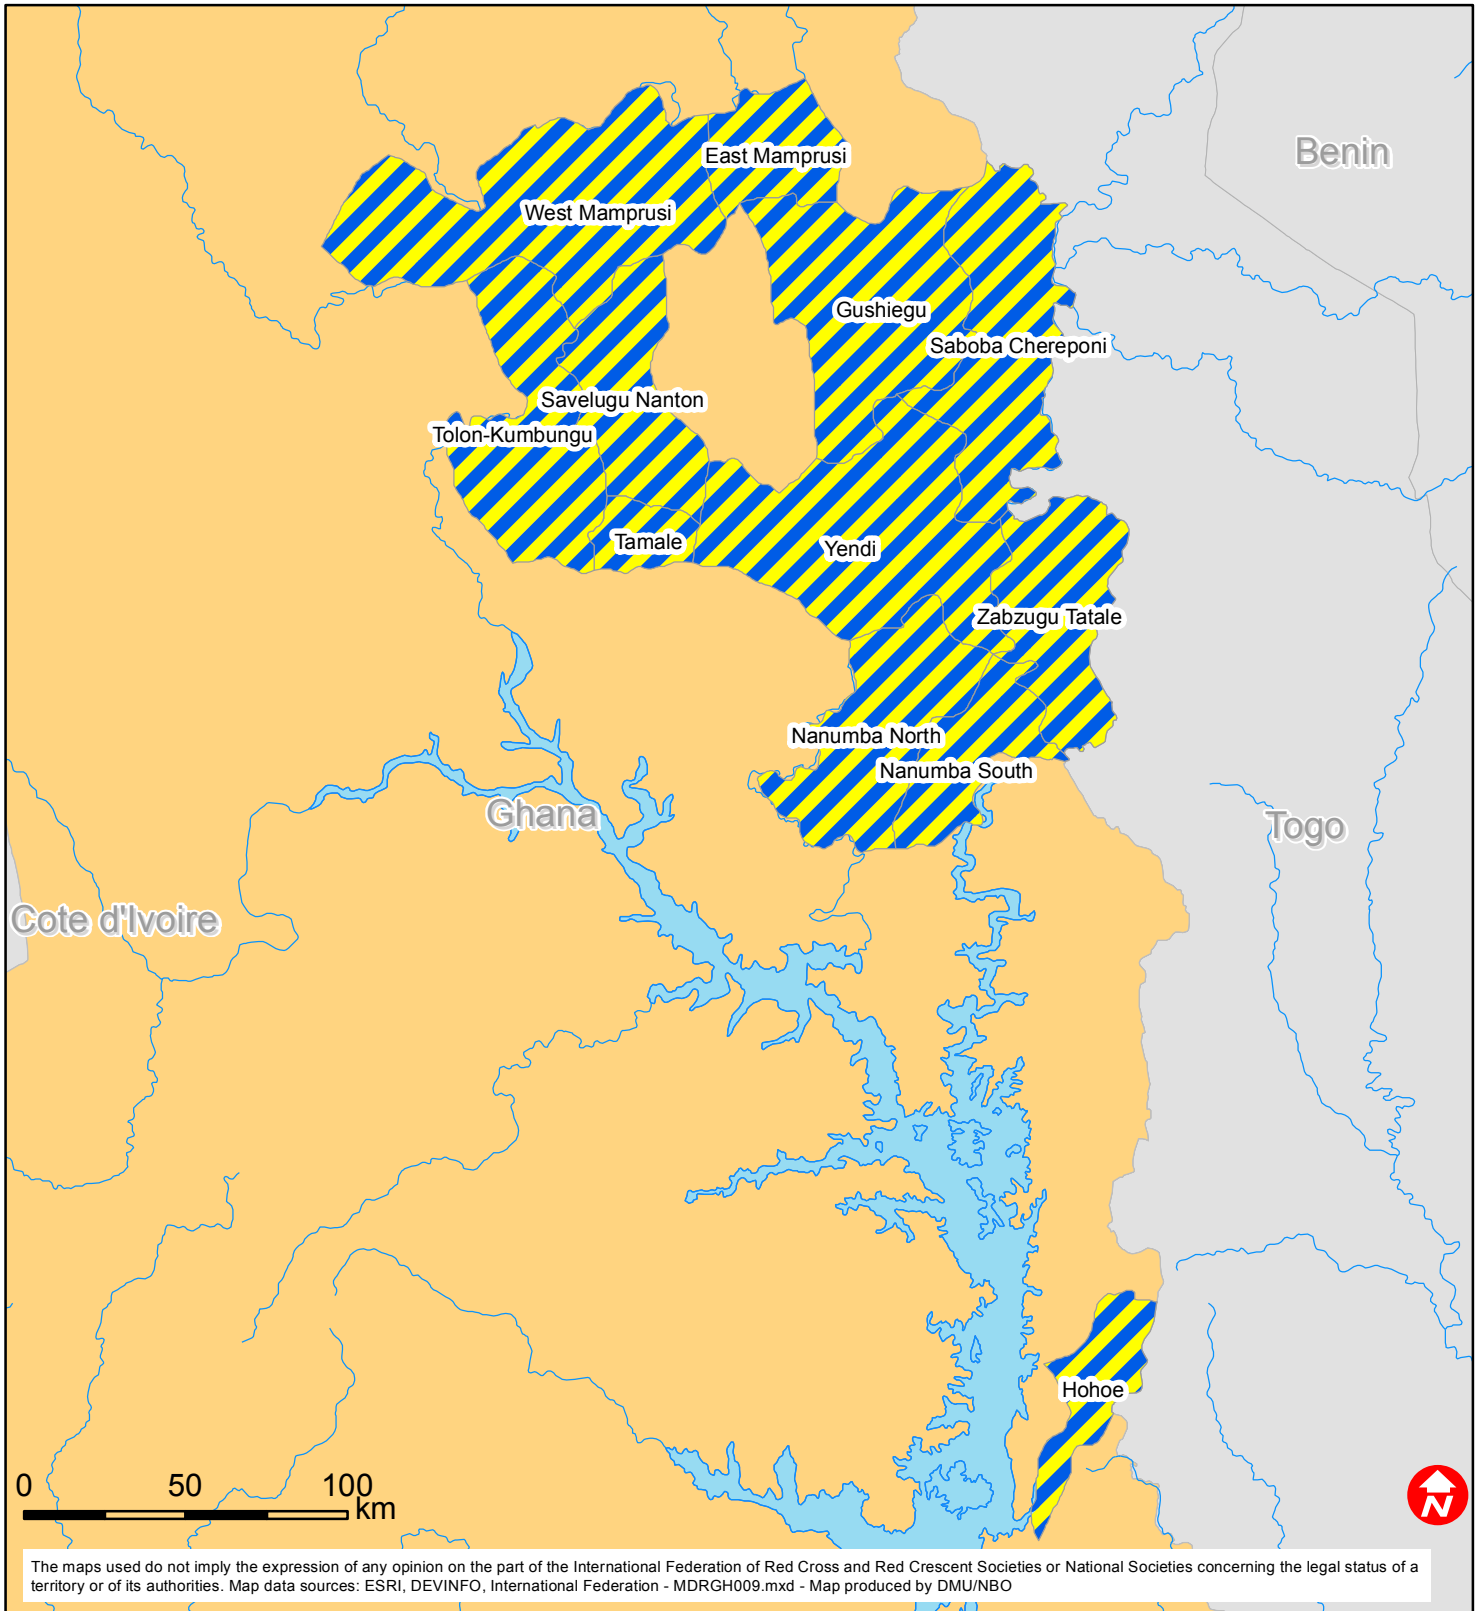 Benin
East Mamprusi
West Mamprusi
Gushiegu
Saboba Chereponi
Savelugu Nanton
Tolon-Kumbungu
Tamale
Yendi
Zabzugu Tatale
Nanumba North
Nanumba South
Ghana
Togo
Cote d'Ivoire
Hohoe
0 50 100
km
N
The maps used do not imply the expression of any opinion on the part of the International Federation of Red Cross and Red Crescent Societies or National Societies concerning the legal status of a
territory or of its authorities. Map data sources: ESRI, DEVINFO, International Federation - MDRGH009.mxd - Map produced by DMU/NBO